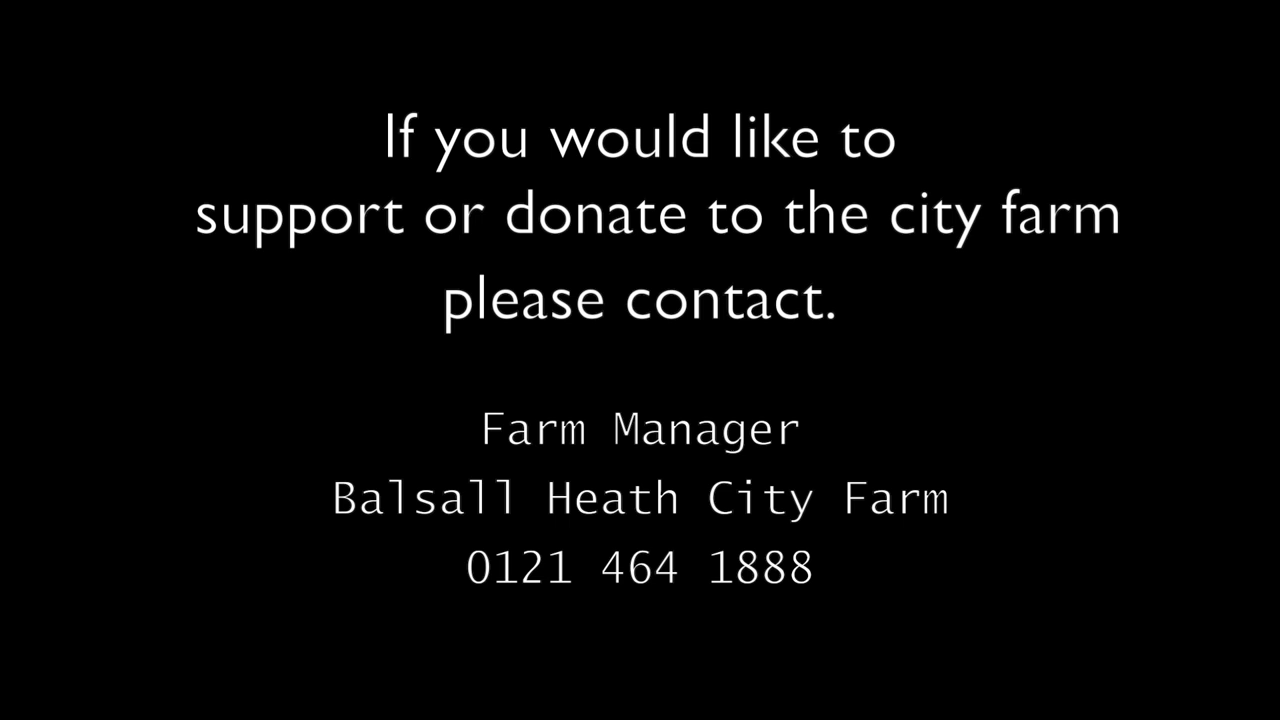 If you would like to
support or donate to the city farm
please contact.
Farm Manager
Balsall Heath City Farm
0121 464 1888